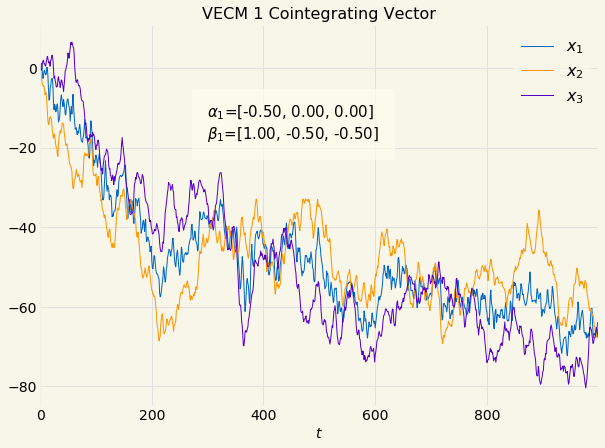 VECM 1 Cointegrating Vector
x₁
x₂
x₃
α₁=[-0.50, 0.00, 0.00]
β₁=[1.00, -0.50, -0.50]
0
−20
−40
−60
−80
0 200 400 600 800
t